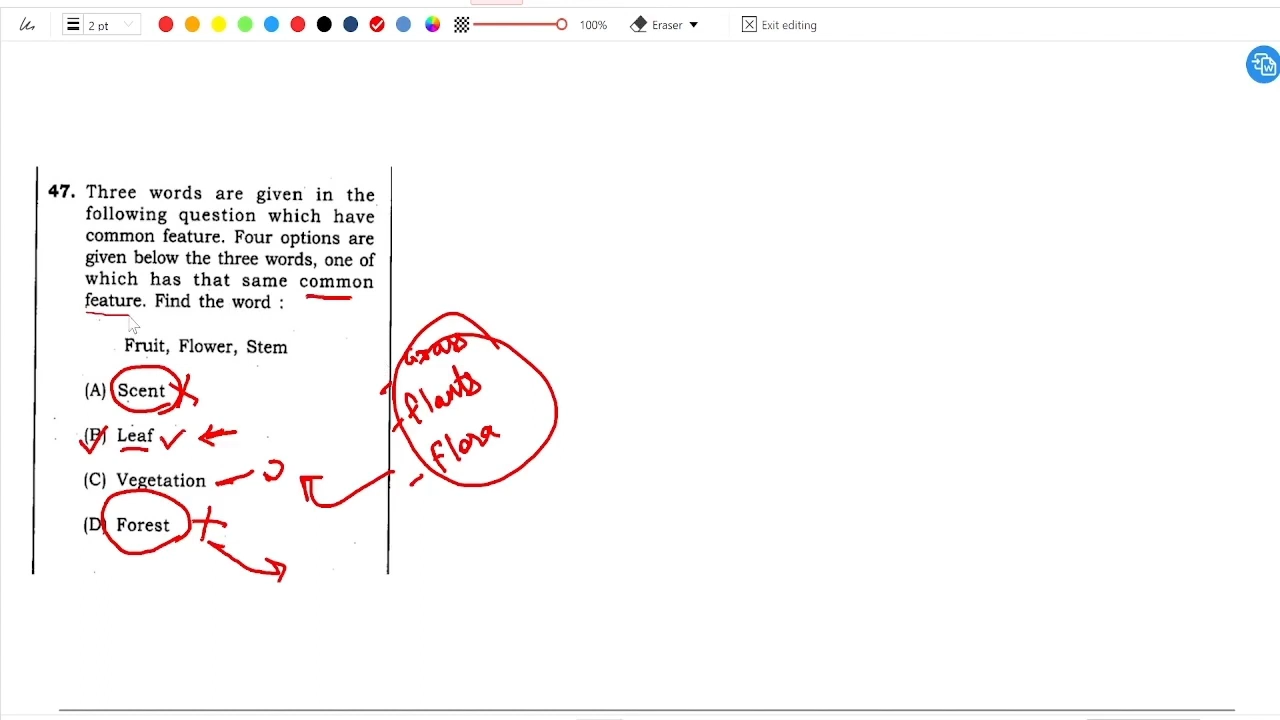 2 pt
100%
Eraser
Exit editing
47. Three words are given in the
following question which have
common feature. Four options are
given below the three words, one of
which has that same common
feature. Find the word :
Fruit, Flower, Stem
(A) Scent
(B) Leaf
(C) Vegetation
(D) Forest
Grass
Plants
Flora